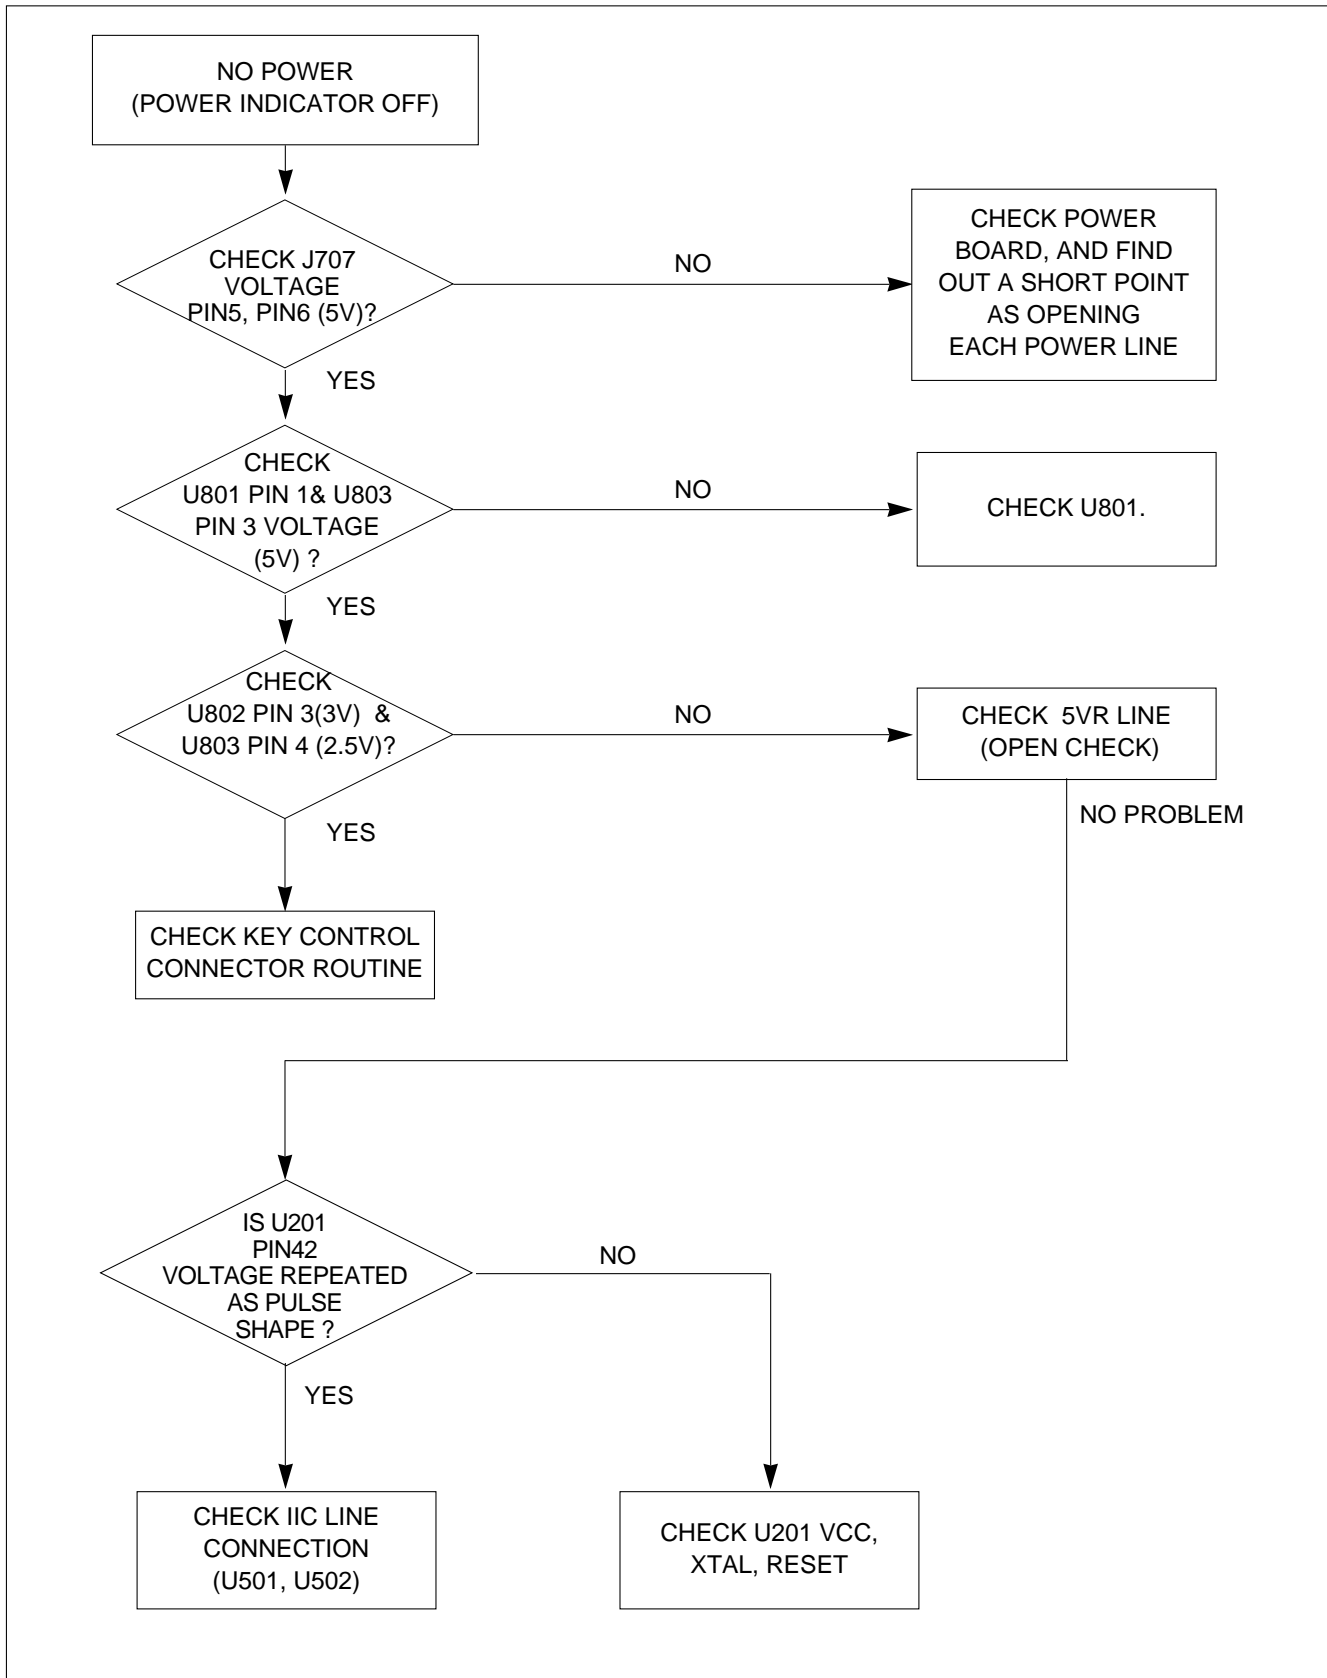 NO POWER
(POWER INDICATOR OFF)
CHECK J707
VOLTAGE
PIN5, PIN6 (5V)?
NO
CHECK POWER
BOARD, AND FIND
OUT A SHORT POINT
AS OPENING
EACH POWER LINE
YES
CHECK
U801 PIN 1& U803
PIN 3 VOLTAGE
(5V) ?
NO
CHECK U801.
YES
CHECK
U802 PIN 3(3V) &
U803 PIN 4 (2.5V)?
NO
CHECK 5VR LINE
(OPEN CHECK)
NO PROBLEM
YES
CHECK KEY CONTROL
CONNECTOR ROUTINE
IS U201
PIN42
VOLTAGE REPEATED
AS PULSE
SHAPE ?
NO
YES
CHECK IIC LINE
CONNECTION
(U501, U502)
CHECK U201 VCC,
XTAL, RESET